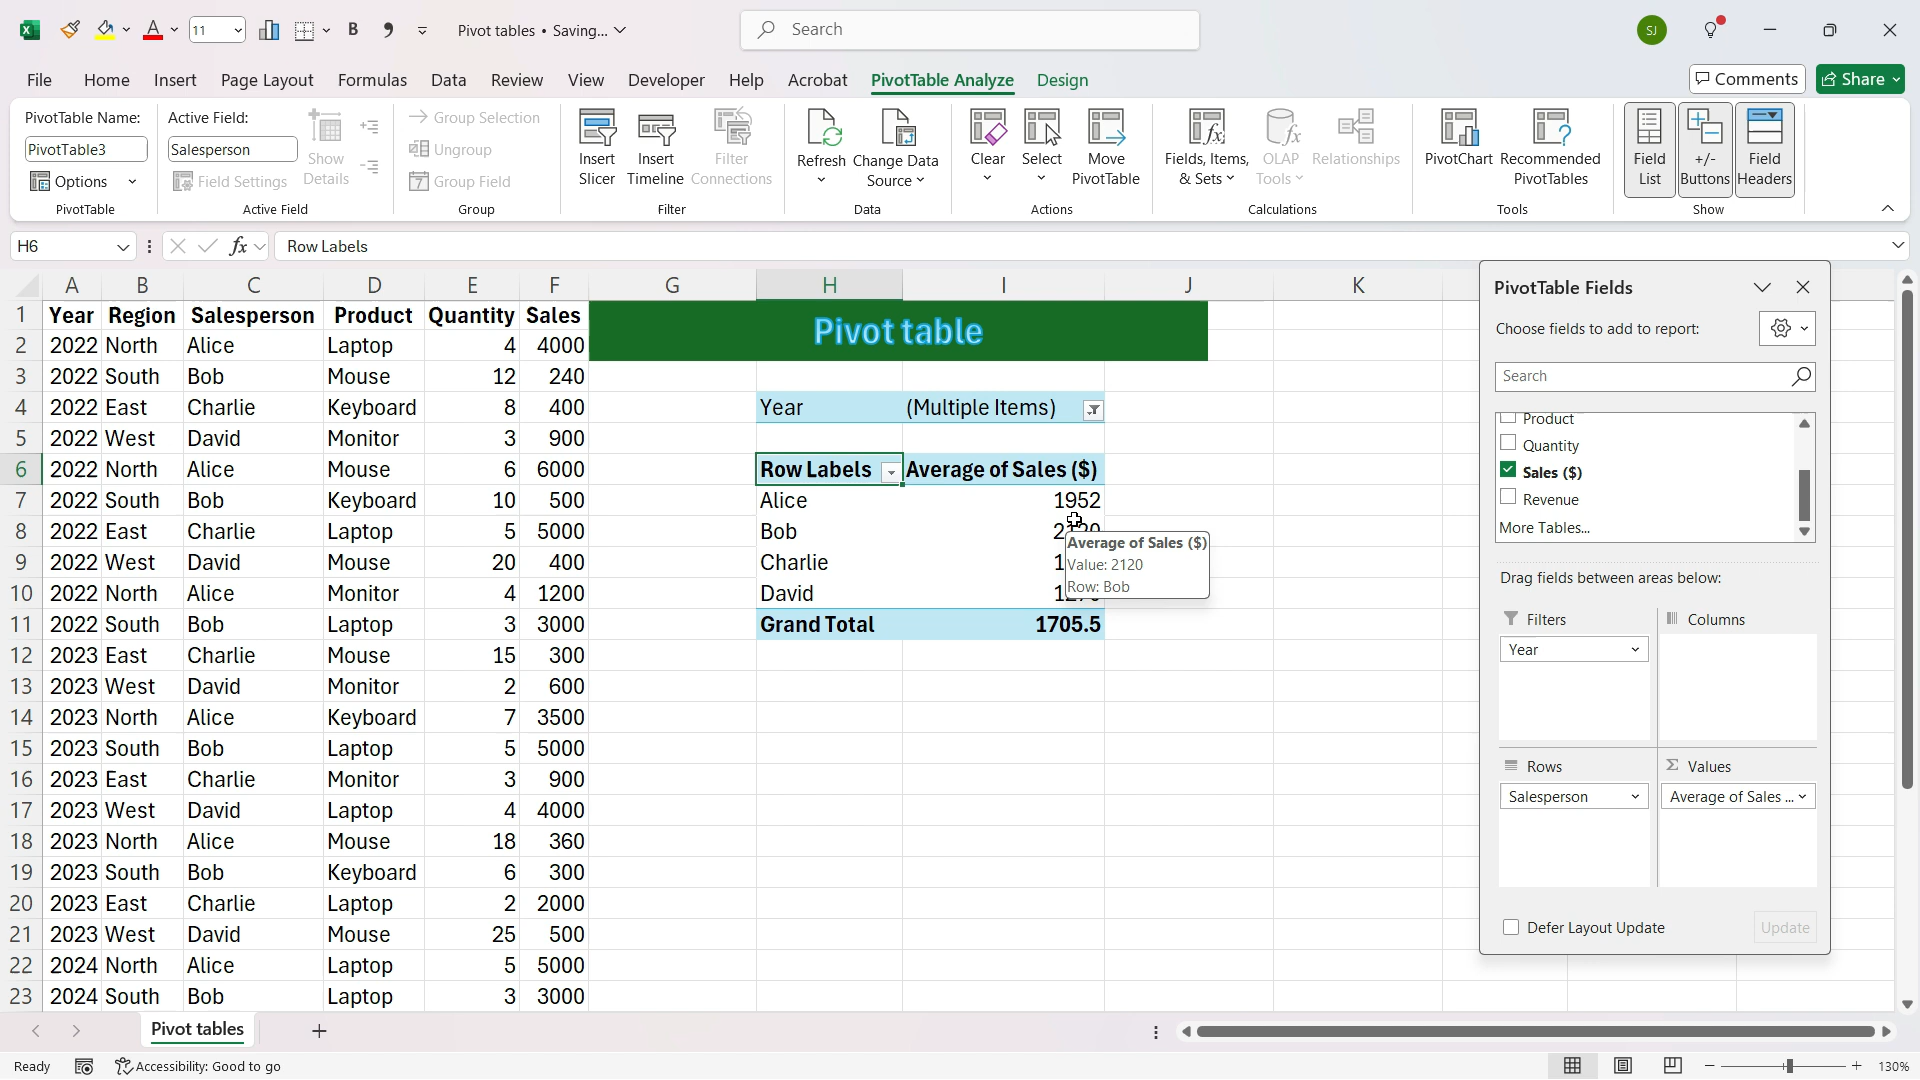 11
B
Pivot tables • Saving...
Search
SJ
File Home Insert Page Layout Formulas Data Review View Developer Help Acrobat PivotTable Analyze Design
Comments
Share
PivotTable Name:
PivotTable3
Options
PivotTable
Active Field:
Salesperson
Field Settings
Show Details
Active Field
Group Selection
Ungroup
Group Field
Group
Insert Slicer
Insert Timeline
Filter Connections
Filter
Refresh
Change Data Source
Data
Clear
Select
Move PivotTable
Actions
Fields, Items, & Sets
OLAP Tools
Relationships
Calculations
PivotChart
Recommended PivotTables
Tools
Field List
+/- Buttons
Field Headers
Show
H6
fx
Row Labels
A B C D E F G H I J K
1 Year Region Salesperson Product Quantity Sales
2 2022 North Alice Laptop 4 4000
3 2022 South Bob Mouse 12 240
4 2022 East Charlie Keyboard 8 400
5 2022 West David Monitor 3 900
6 2022 North Alice Mouse 6 6000
7 2022 South Bob Keyboard 10 500
8 2022 East Charlie Laptop 5 5000
9 2022 West David Mouse 20 400
10 2022 North Alice Monitor 4 1200
11 2022 South Bob Laptop 3 3000
12 2023 East Charlie Mouse 15 300
13 2023 West David Monitor 2 600
14 2023 North Alice Keyboard 7 3500
15 2023 South Bob Laptop 5 5000
16 2023 East Charlie Monitor 3 900
17 2023 West David Laptop 4 4000
18 2023 North Alice Mouse 18 360
19 2023 South Bob Keyboard 6 300
20 2023 East Charlie Laptop 2 2000
21 2023 West David Mouse 25 500
22 2024 North Alice Laptop 5 5000
23 2024 South Bob Laptop 3 3000
Pivot table
Year (Multiple Items)
Row Labels Average of Sales ($)
Alice 1952
Bob
Charlie
David
Grand Total 1705.5
Average of Sales ($)
Value: 2120
Row: Bob
PivotTable Fields
Choose fields to add to report:
Search
Product
Quantity
Sales ($)
Revenue
More Tables...
Drag fields between areas below:
Filters
Year
Columns
Rows
Salesperson
Values
Average of Sales ...
Defer Layout Update
Update
Pivot tables
Ready
Accessibility: Good to go
130%